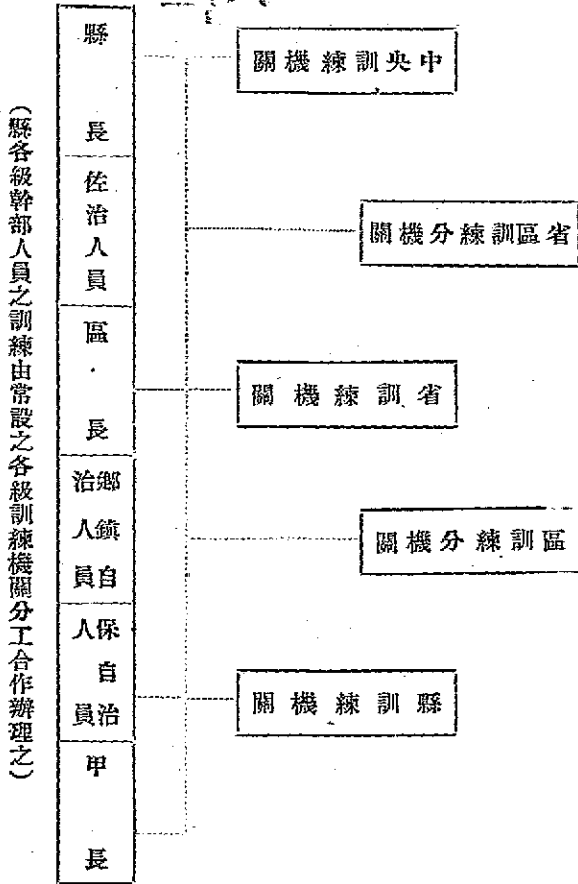 中央訓練機關
省區訓練分機關
省訓練機關
區訓練分機關
縣訓練機關
縣長
佐治人員
區·長
鄉鎮自
治人員
保自治
人員
甲長
(縣各級幹部人員之訓練由常設之各級訓練機關分工合作辦理之)